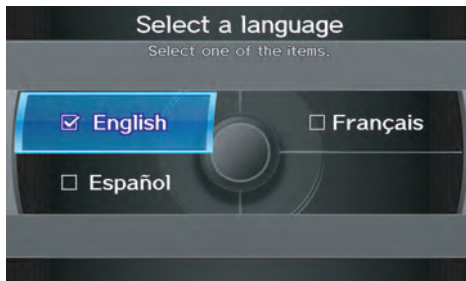 Select a language
Select one of the items.
English
Français
Español